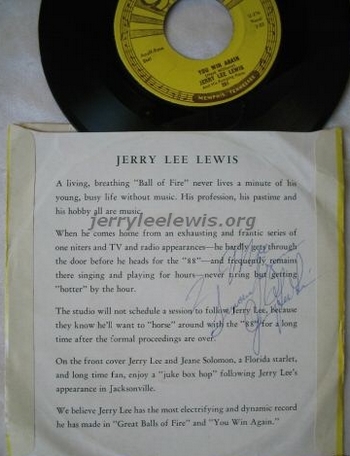 YOU WIN AGAIN
JERRY LEE LEWIS
MEMPHIS, TENNESSEE
JERRY LEE LEWIS
A living, breathing "Ball of Fire" never lives a minute of his
young, busy life without music. His profession, his pastime and
his hobby all are music.
jerryleelewis.org
When he comes home from an exhausting and frantic series of
one niters and TV and radio appearances—he hardly gets through
the door before he heads for the "88"—and frequently remains
there singing and playing for hours—never tiring but getting
"hotter" by the hour.
The studio will not schedule a session to follow Jerry Lee, because
they know he'll want to "horse" around with the "88" for a long
time after the formal proceedings are over.
On the front cover Jerry Lee and Jeane Solomon, a Florida starlet,
and long time fan, enjoy a "juke box hop" following Jerry Lee's
appearance in Jacksonville.
We believe Jerry Lee has the most electrifying and dynamic record
he has made in "Great Balls of Fire" and "You Win Again."